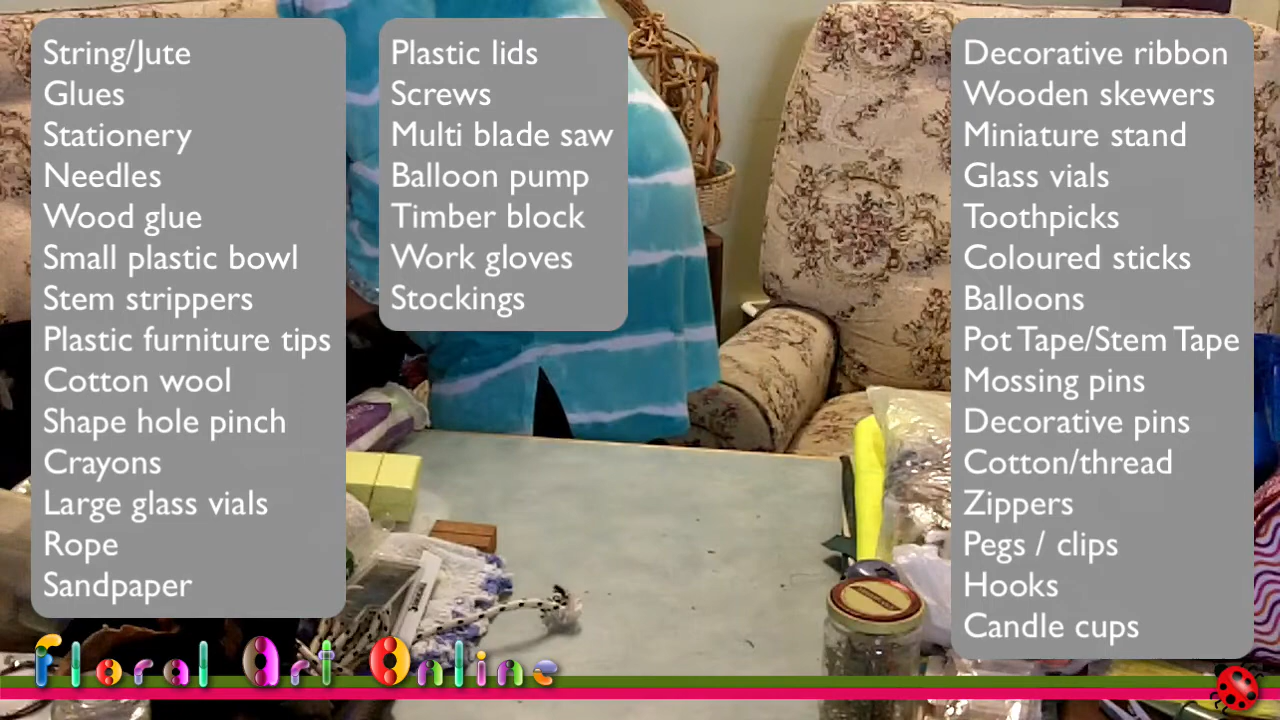 String/Jute
Glues
Stationery
Needles
Wood glue
Small plastic bowl
Stem strippers
Plastic furniture tips
Cotton wool
Shape hole pinch
Crayons
Large glass vials
Rope
Sandpaper
Plastic lids
Screws
Multi blade saw
Balloon pump
Timber block
Work gloves
Stockings
Decorative ribbon
Wooden skewers
Miniature stand
Glass vials
Toothpicks
Coloured sticks
Balloons
Pot Tape/Stem Tape
Mossing pins
Decorative pins
Cotton/thread
Zippers
Pegs / clips
Hooks
Candle cups
Floral Art Online